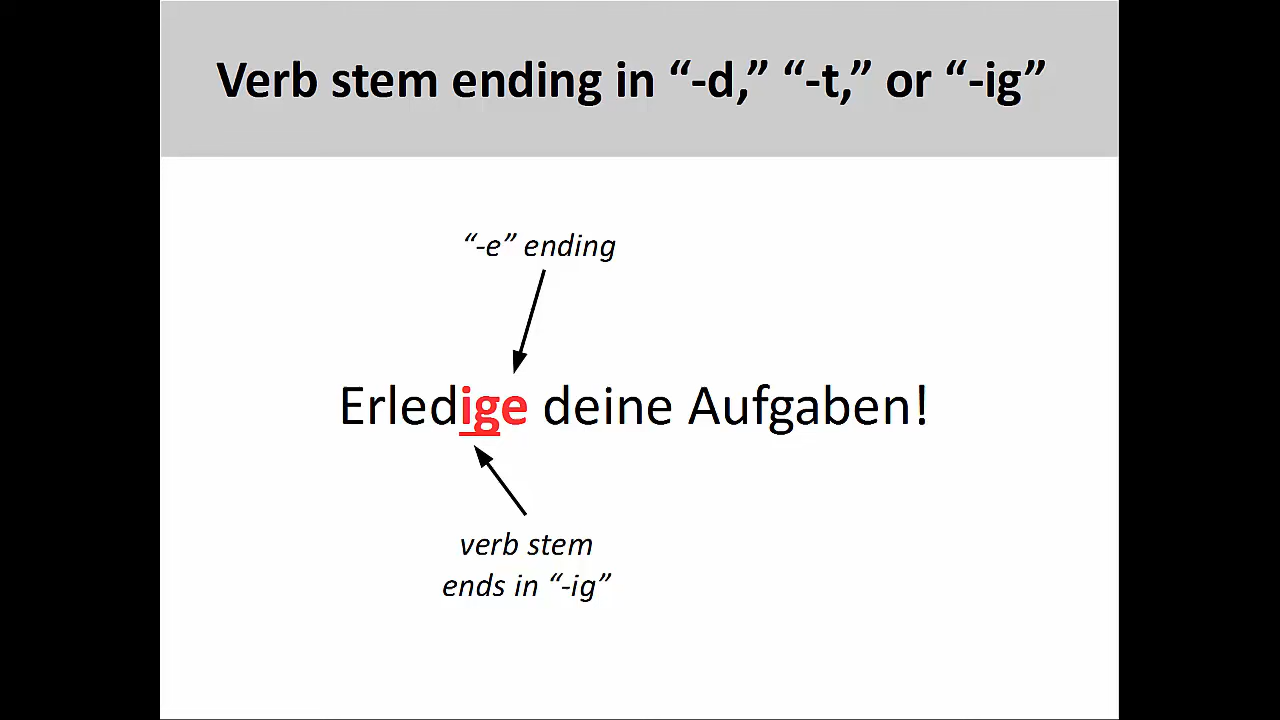 Verb stem ending in “-d,” “-t,” or “-ig”
“-e” ending
Erledige deine Aufgaben!
verb stem
ends in “-ig”